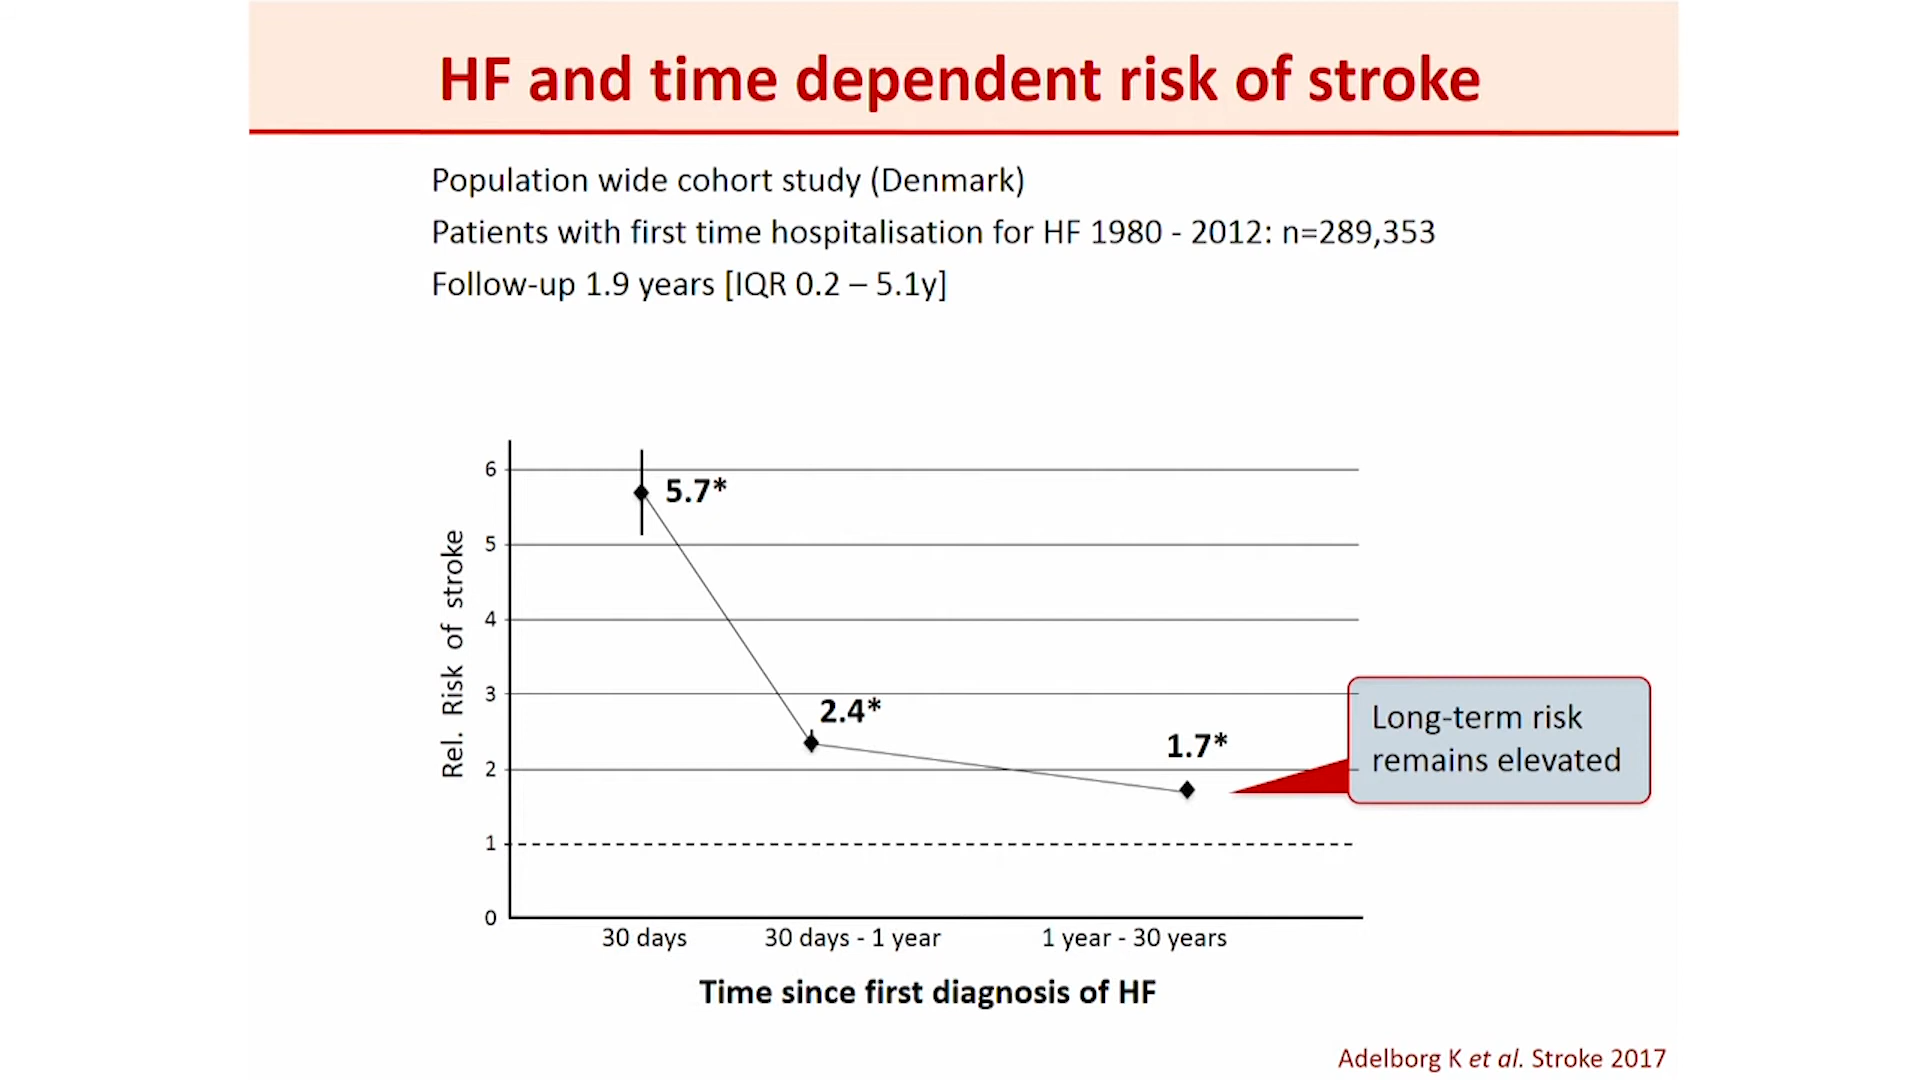 HF and time dependent risk of stroke
Population wide cohort study (Denmark)
Patients with first time hospitalisation for HF 1980 - 2012: n=289,353
Follow-up 1.9 years [IQR 0.2 – 5.1y]
Rel. Risk of stroke
6
5
4
3
2
1
0
5.7*
2.4*
1.7*
Long-term risk
remains elevated
30 days
30 days - 1 year
1 year - 30 years
Time since first diagnosis of HF
Adelborg K et al. Stroke 2017